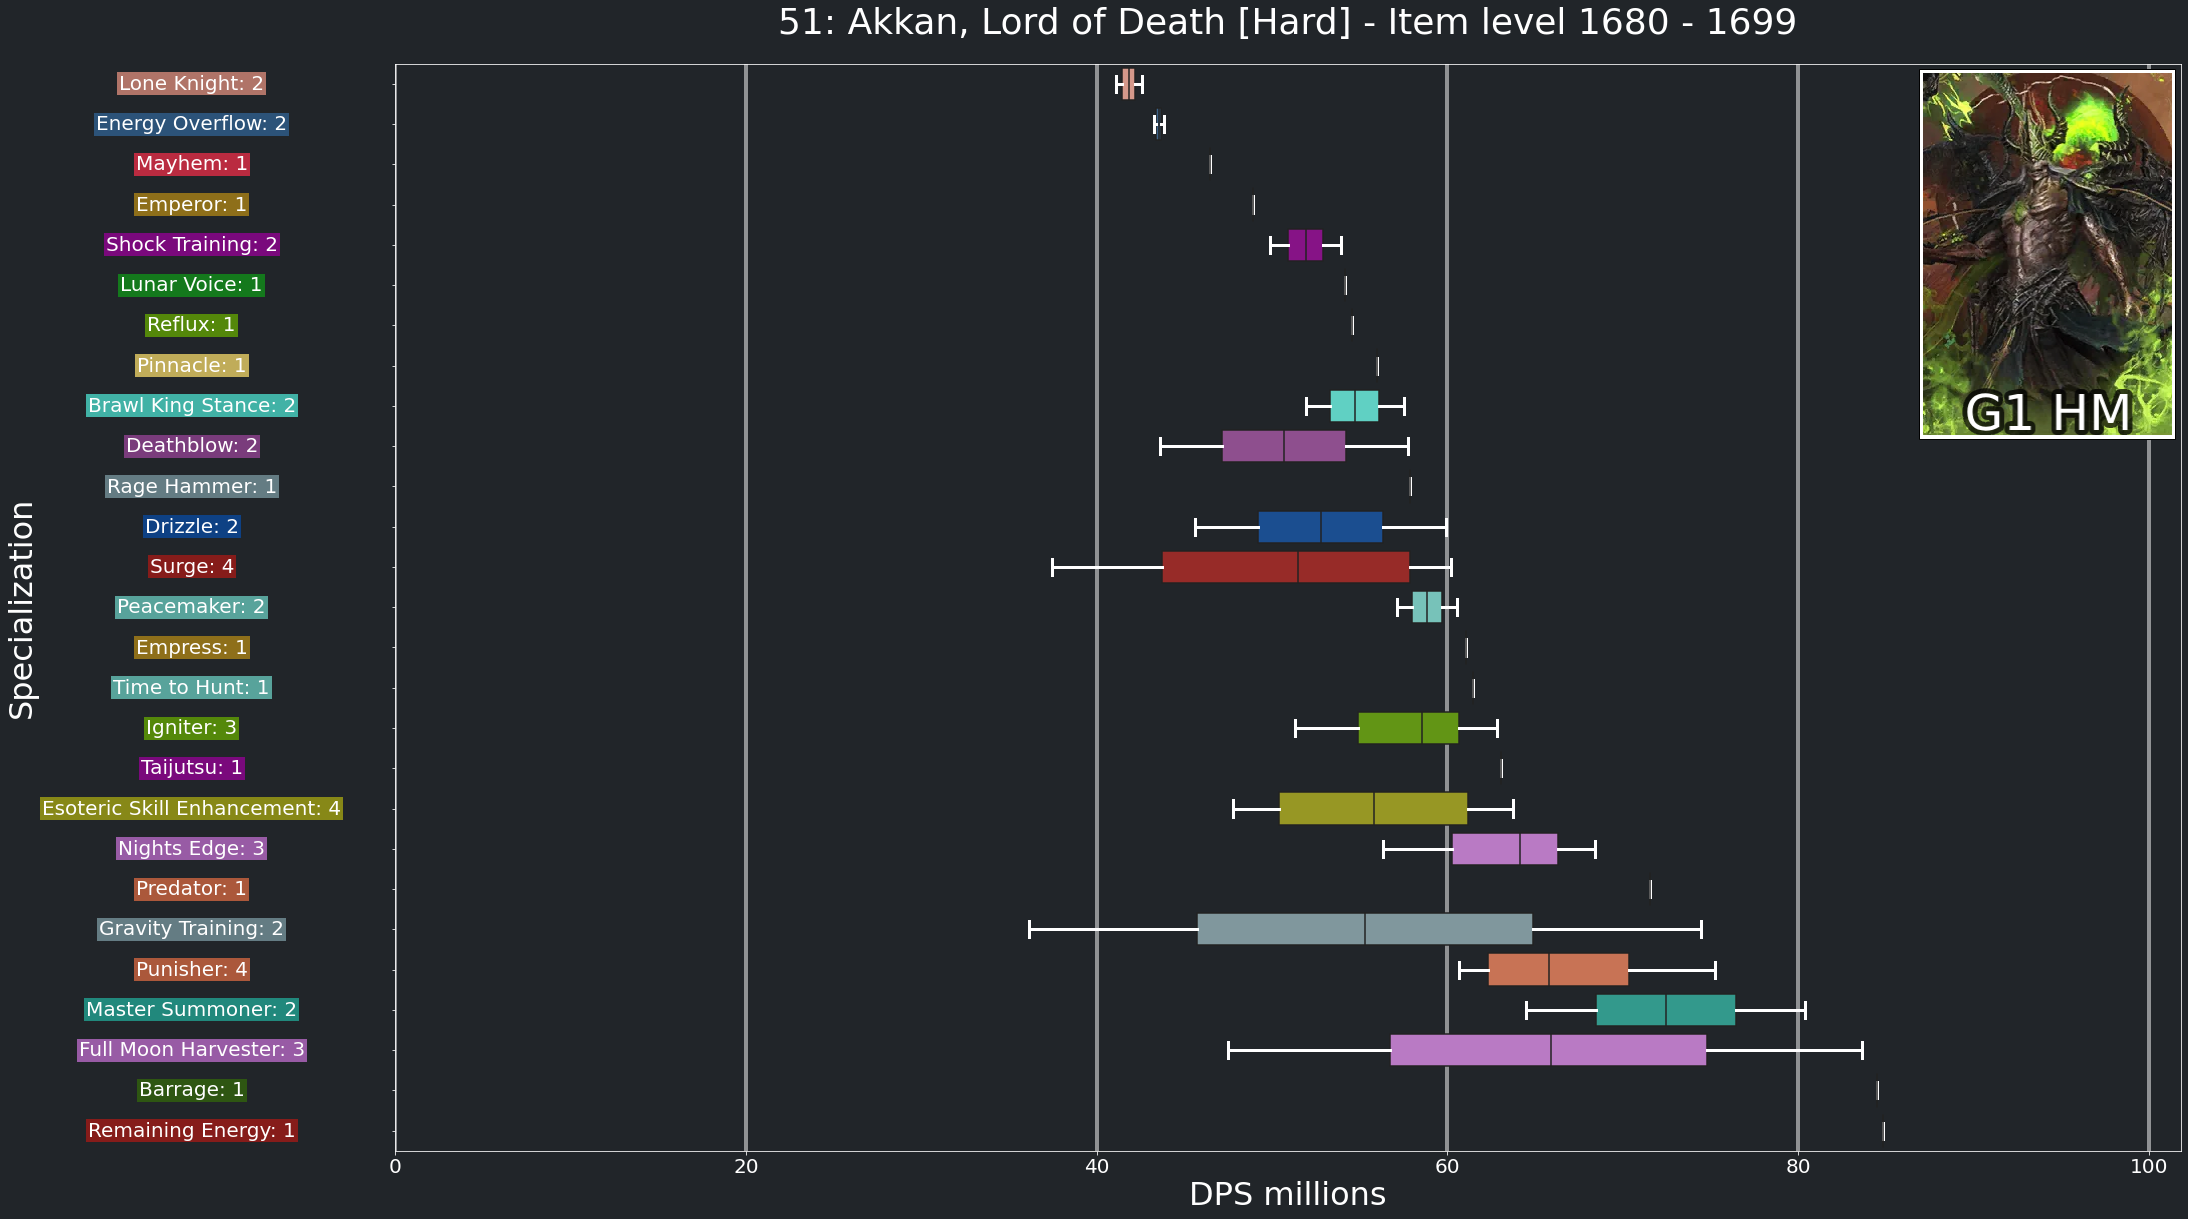 51: Akkan, Lord of Death [Hard] - Item level 1680 - 1699
Lone Knight: 2
Energy Overflow: 2
Mayhem: 1
Emperor: 1
Shock Training: 2
Lunar Voice: 1
Reflux: 1
Pinnacle: 1
Brawl King Stance: 2
Deathblow: 2
Rage Hammer: 1
Drizzle: 2
Surge: 4
Peacemaker: 2
Empress: 1
Time to Hunt: 1
Igniter: 3
Taijutsu: 1
Esoteric Skill Enhancement: 4
Nights Edge: 3
Predator: 1
Gravity Training: 2
Punisher: 4
Master Summoner: 2
Full Moon Harvester: 3
Barrage: 1
Remaining Energy: 1
Specialization
G1 HM
0 20 40 60 80 100
DPS millions